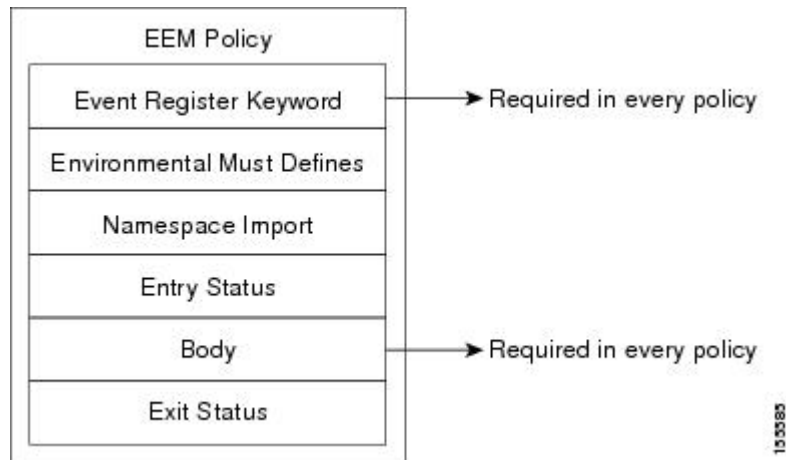 EEM Policy
Event Register Keyword
Required in every policy
Environmental Must Defines
Namespace Import
Entry Status
Body
Required in every policy
Exit Status
155585